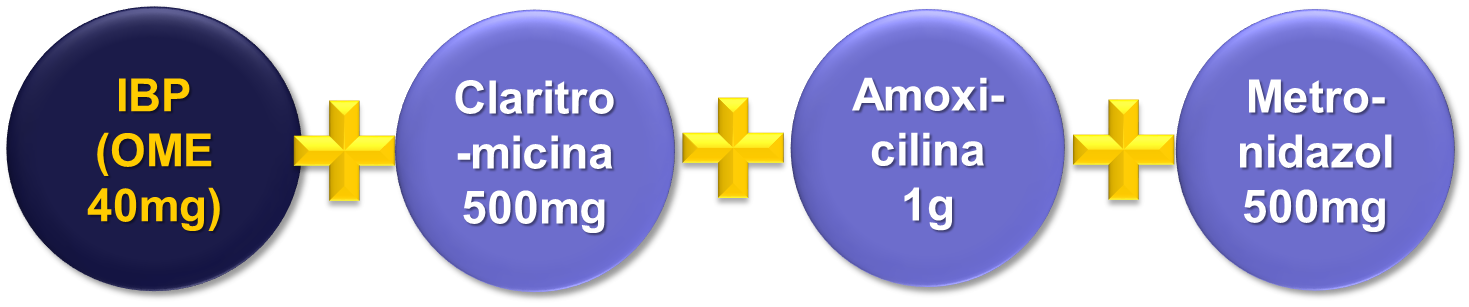 IBP
(OME
40mg)
Claritro
-micina
500mg
Amoxi-
cilina
1g
Metro-
nidazol
500mg